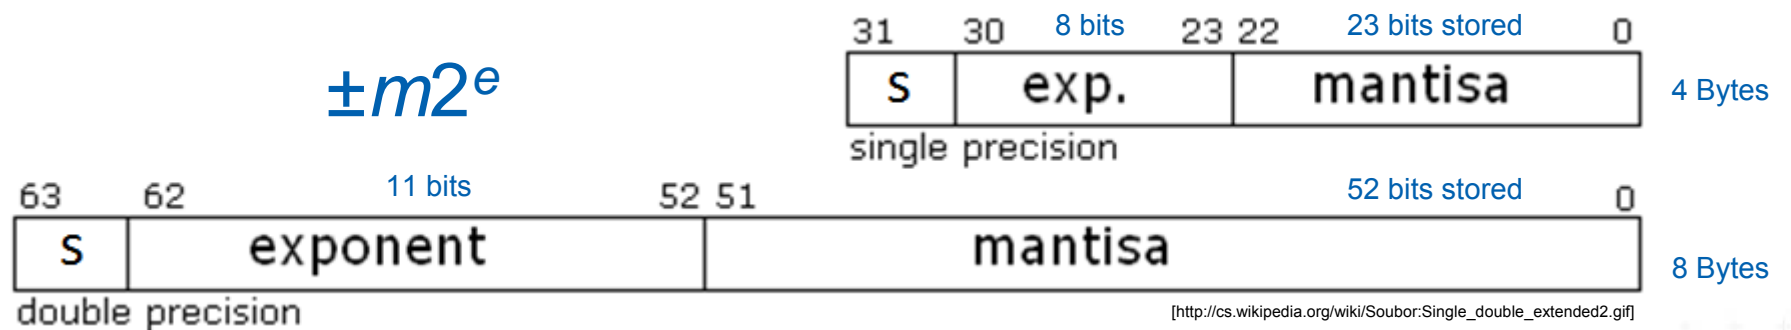 31 30 8 bits 23 22 23 bits stored 0
±m2^e
s exp. mantisa 4 Bytes
single precision
63 62 11 bits 52 51 52 bits stored 0
s exponent mantisa 8 Bytes
double precision [http://cs.wikipedia.org/wiki/Soubor:Single_double_extended2.gif]